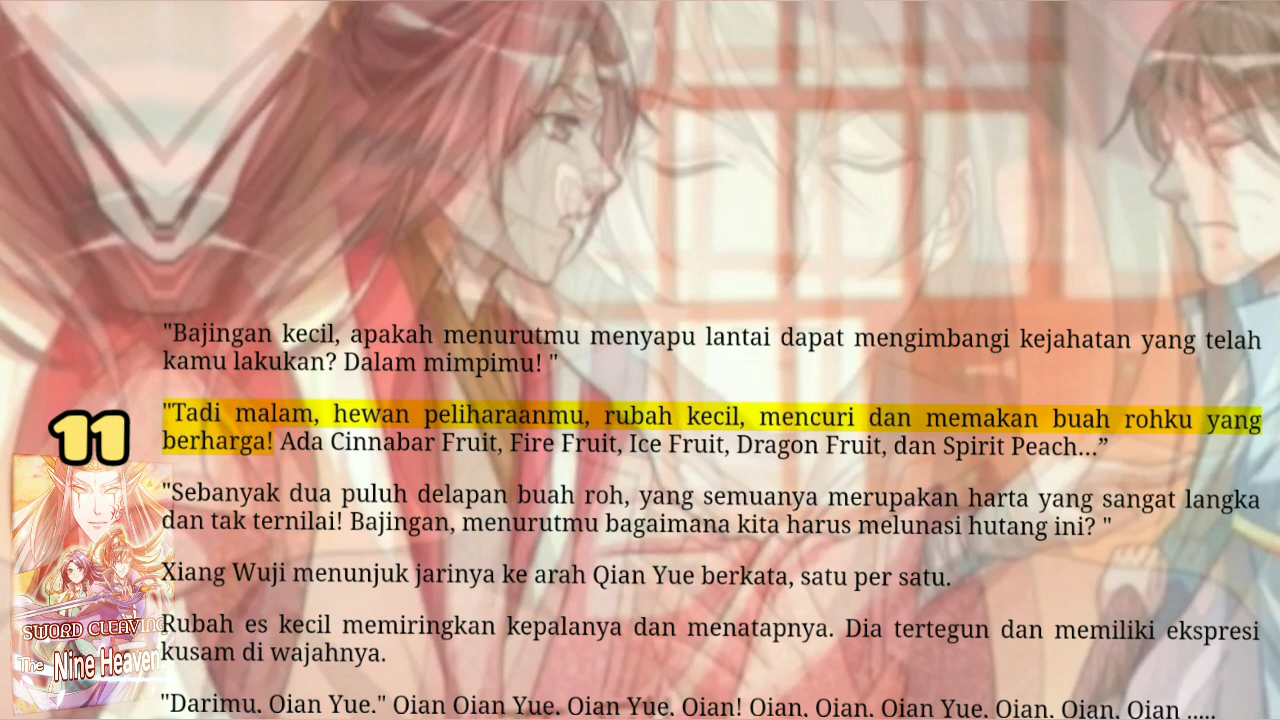 "Bajingan kecil, apakah menurutmu menyapu lantai dapat mengimbangi kejahatan yang telah
kamu lakukan? Dalam mimpimu! "
"Tadi malam, hewan peliharaanmu, rubah kecil, mencuri dan memakan buah rohku yang
berharga! Ada Cinnabar Fruit, Fire Fruit, Ice Fruit, Dragon Fruit, dan Spirit Peach...”
11
"Sebanyak dua puluh delapan buah roh, yang semuanya merupakan harta yang sangat langka
dan tak ternilai! Bajingan, menurutmu bagaimana kita harus melunasi hutang ini? "
Xiang Wuji menunjuk jarinya ke arah Qian Yue berkata, satu per satu.
Rubah es kecil memiringkan kepalanya dan menatapnya. Dia tertegun dan memiliki ekspresi
kusam di wajahnya.
"Darimu. Qian Yue." Qian Qian Yue. Qian Yue. Qian! Qian. Qian. Qian Yue. Qian. Qian. Qian .....
SWORD CLEAVING
The Nine Heaven